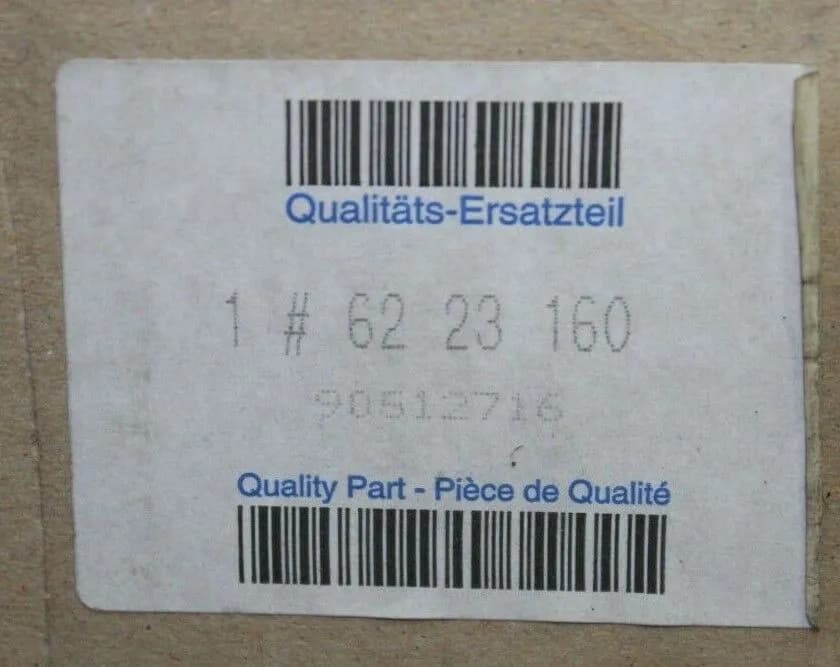 Qualitäts-Ersatzteil
1 # 62 23 160
90512716
Quality Part - Pièce de Qualité